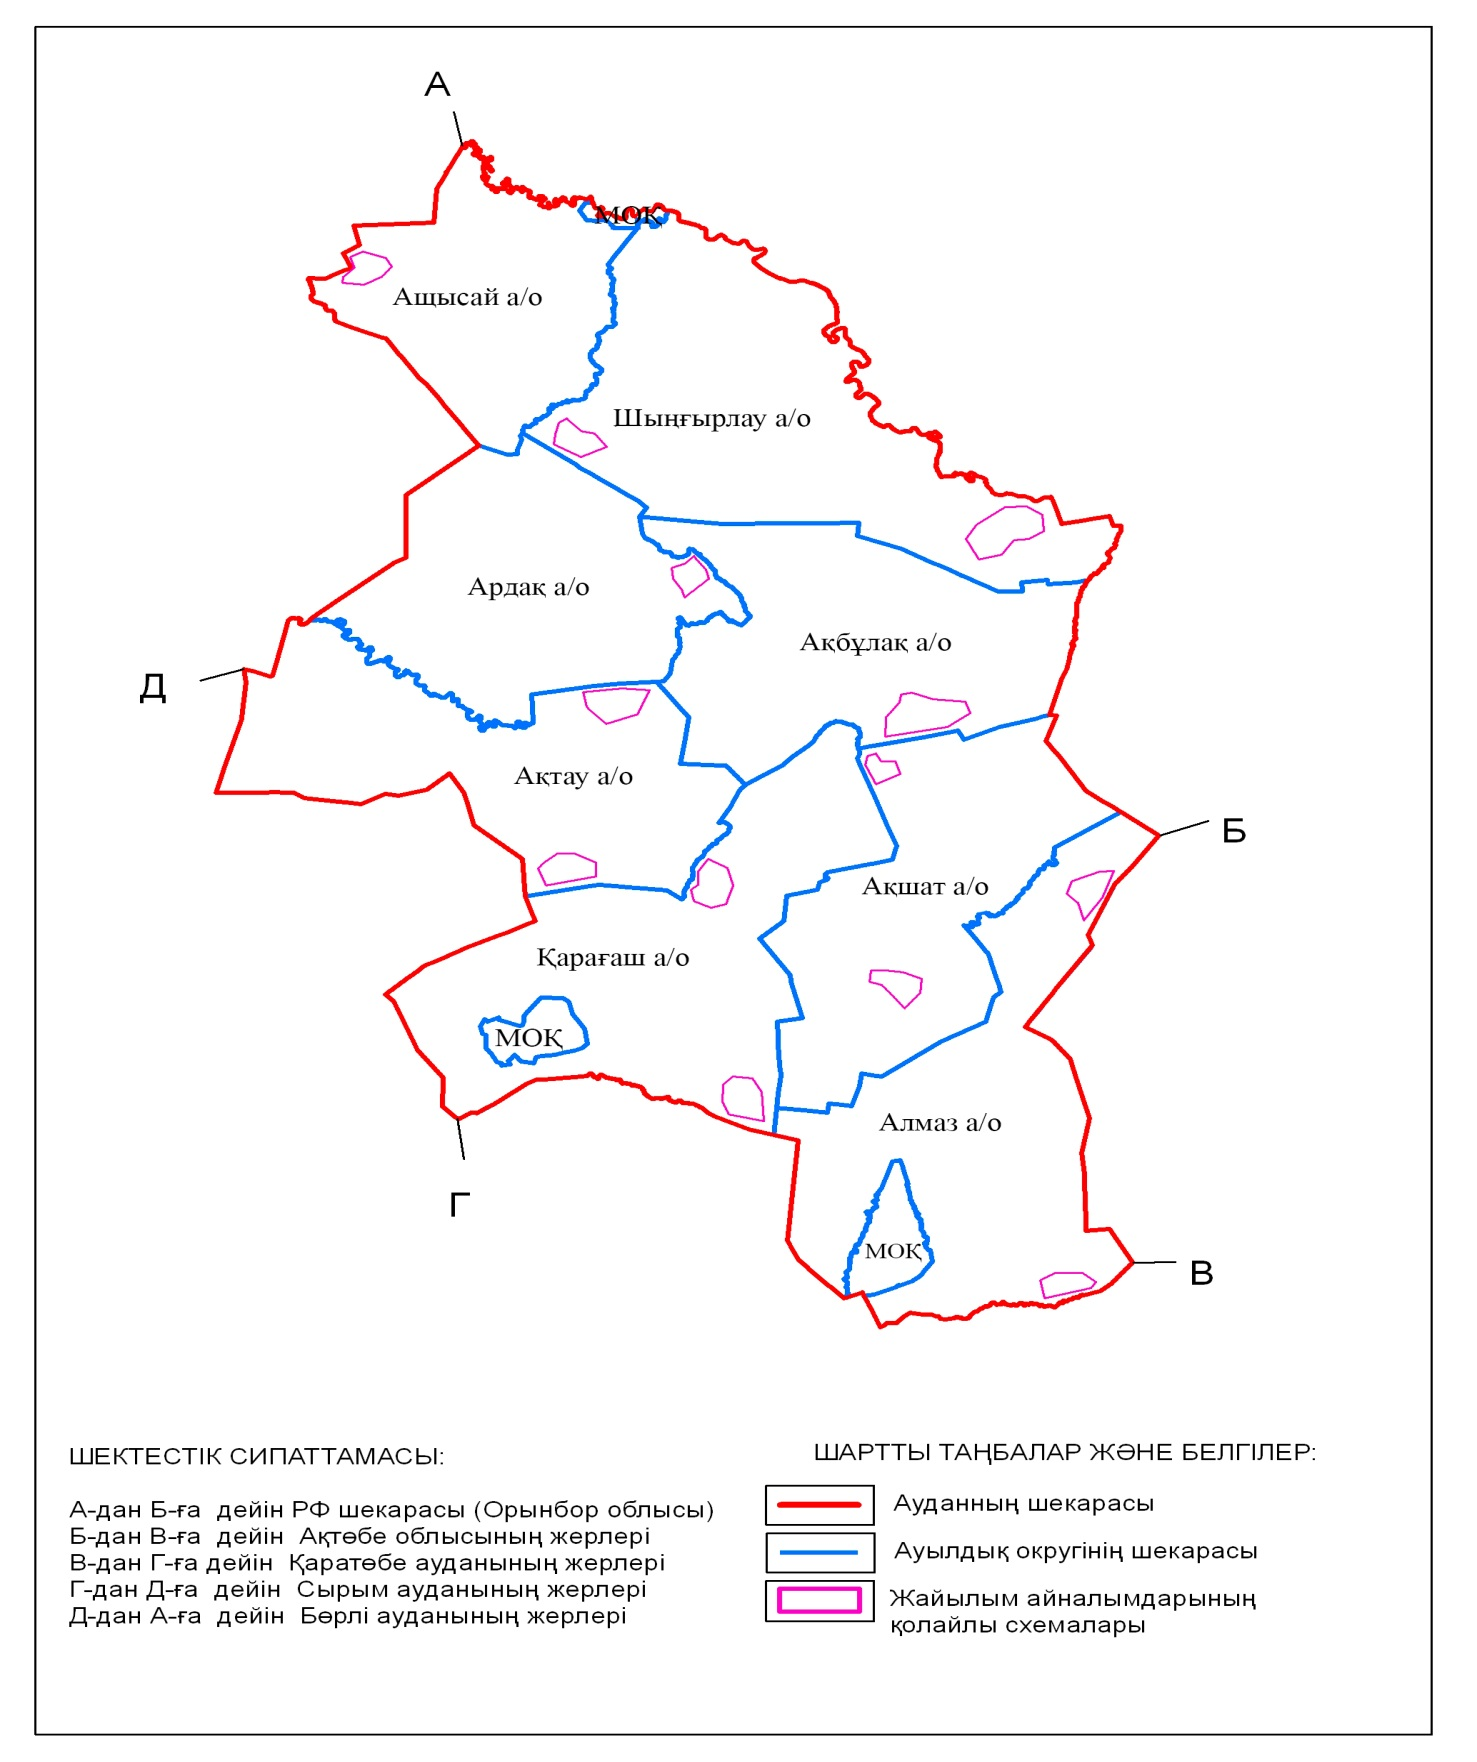 А
МОҚ
Ащысай а/о
Шыңғырлау а/о
Ардақ а/о
Ақбұлақ а/о
Д
Ақтау а/о
Б
Ақшат а/о
Қарағаш а/о
МОҚ
Алмаз а/о
Г
МОҚ
В
ШЕКТЕСТІК СИПАТТАМАСЫ:
А-дан Б-ға дейін РФ шекарасы (Орынбор облысы)
Б-дан В-ға дейін Ақтөбе облысының жерлері
В-дан Г-ға дейін Қаратөбе ауданының жерлері
Г-дан Д-ға дейін Сырым ауданының жерлері
Д-дан А-ға дейін Бөрлі ауданының жерлері
ШАРТТЫ ТАҢБАЛАР ЖӘНЕ БЕЛГІЛЕР:
Ауданның шекарасы
Ауылдық округінің шекарасы
Жайылым айналымдарының
қолайлы схемалары